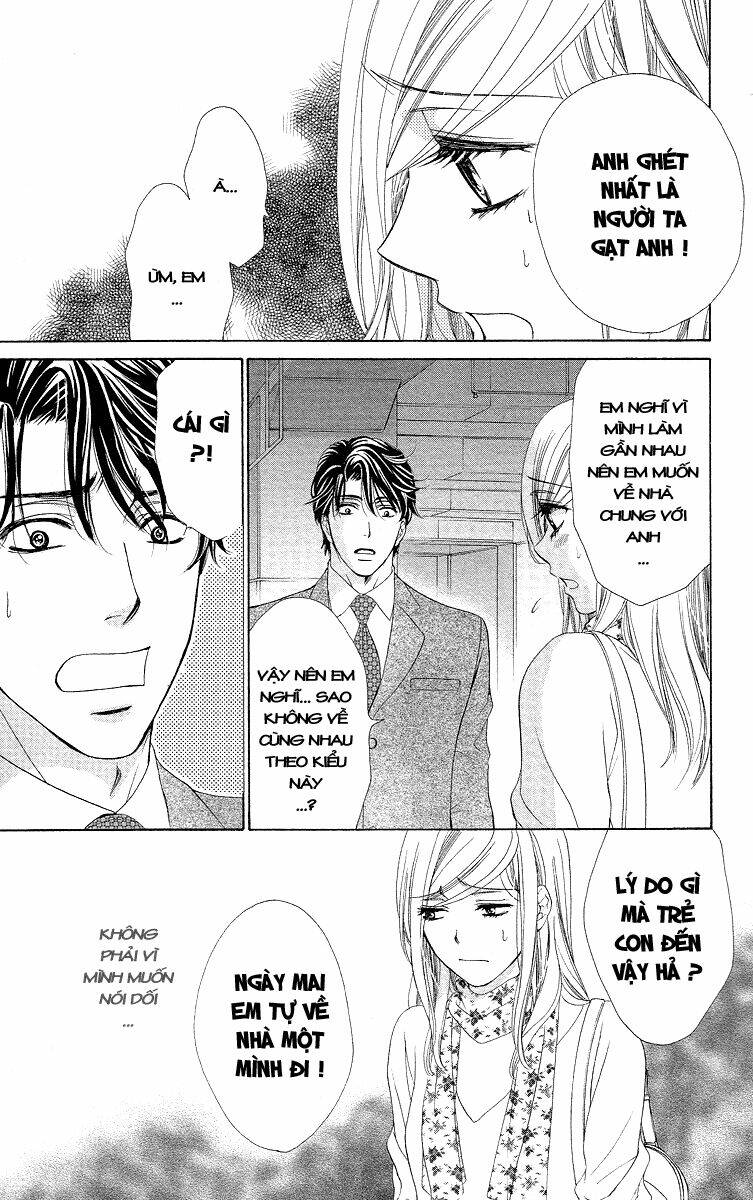 ANH GHÉT
NHẤT LÀ
NGƯỜI TA
GẠT ANH !
À...
ỪM, EM
...
EM NGHĨ VÌ
MÌNH LÀM
GẦN NHAU
NÊN EM MUỐN
VỀ NHÀ
CHUNG VỚI
ANH
...
VẬY NÊN EM
NGHĨ... SAO
KHÔNG VỀ
CÙNG NHAU
THEO KIỂU
NÀY
...?
CÁI GÌ
?!
LÝ DO GÌ
MÀ TRẺ
CON ĐẾN
VẬY HẢ ?
NGÀY MAI
EM TỰ VỀ
NHÀ MỘT
MÌNH ĐI !
KHÔNG
PHẢI VÌ
MÌNH MUỐN
NÓI DỐI
...